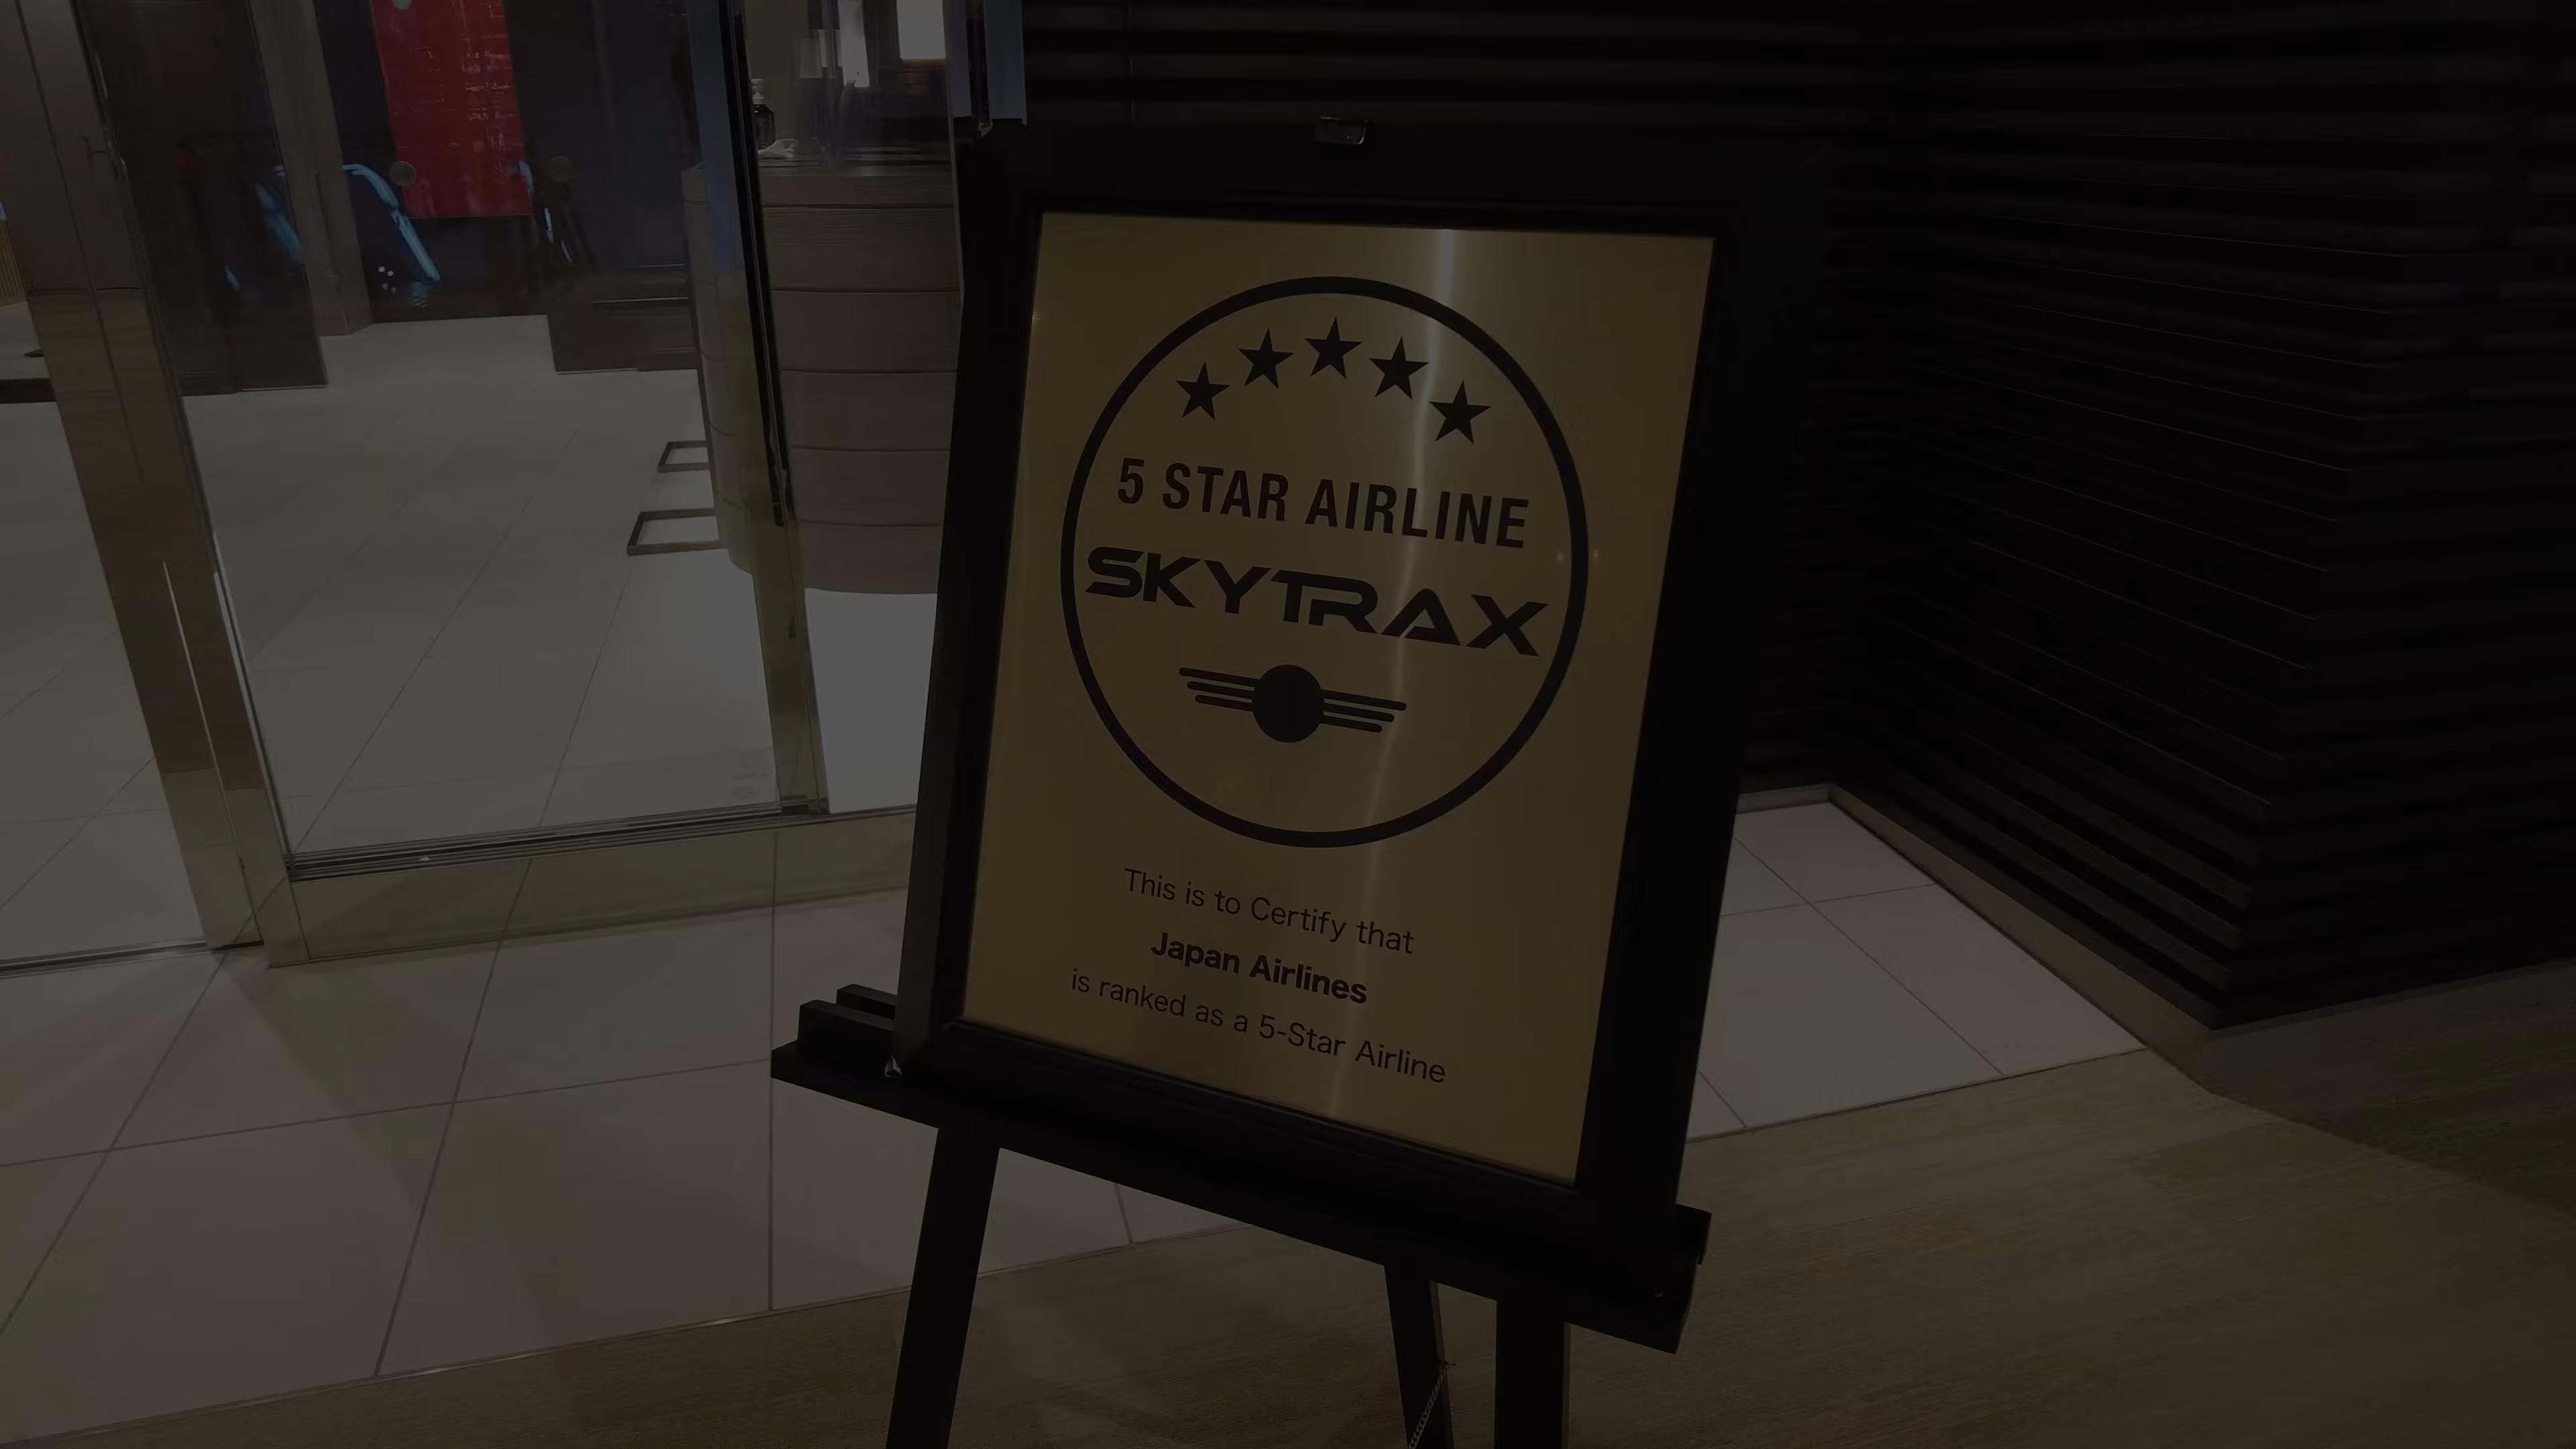 5 STAR AIRLINE
SKYTRAX
This is to Certify that
Japan Airlines
is ranked as a 5-Star Airline